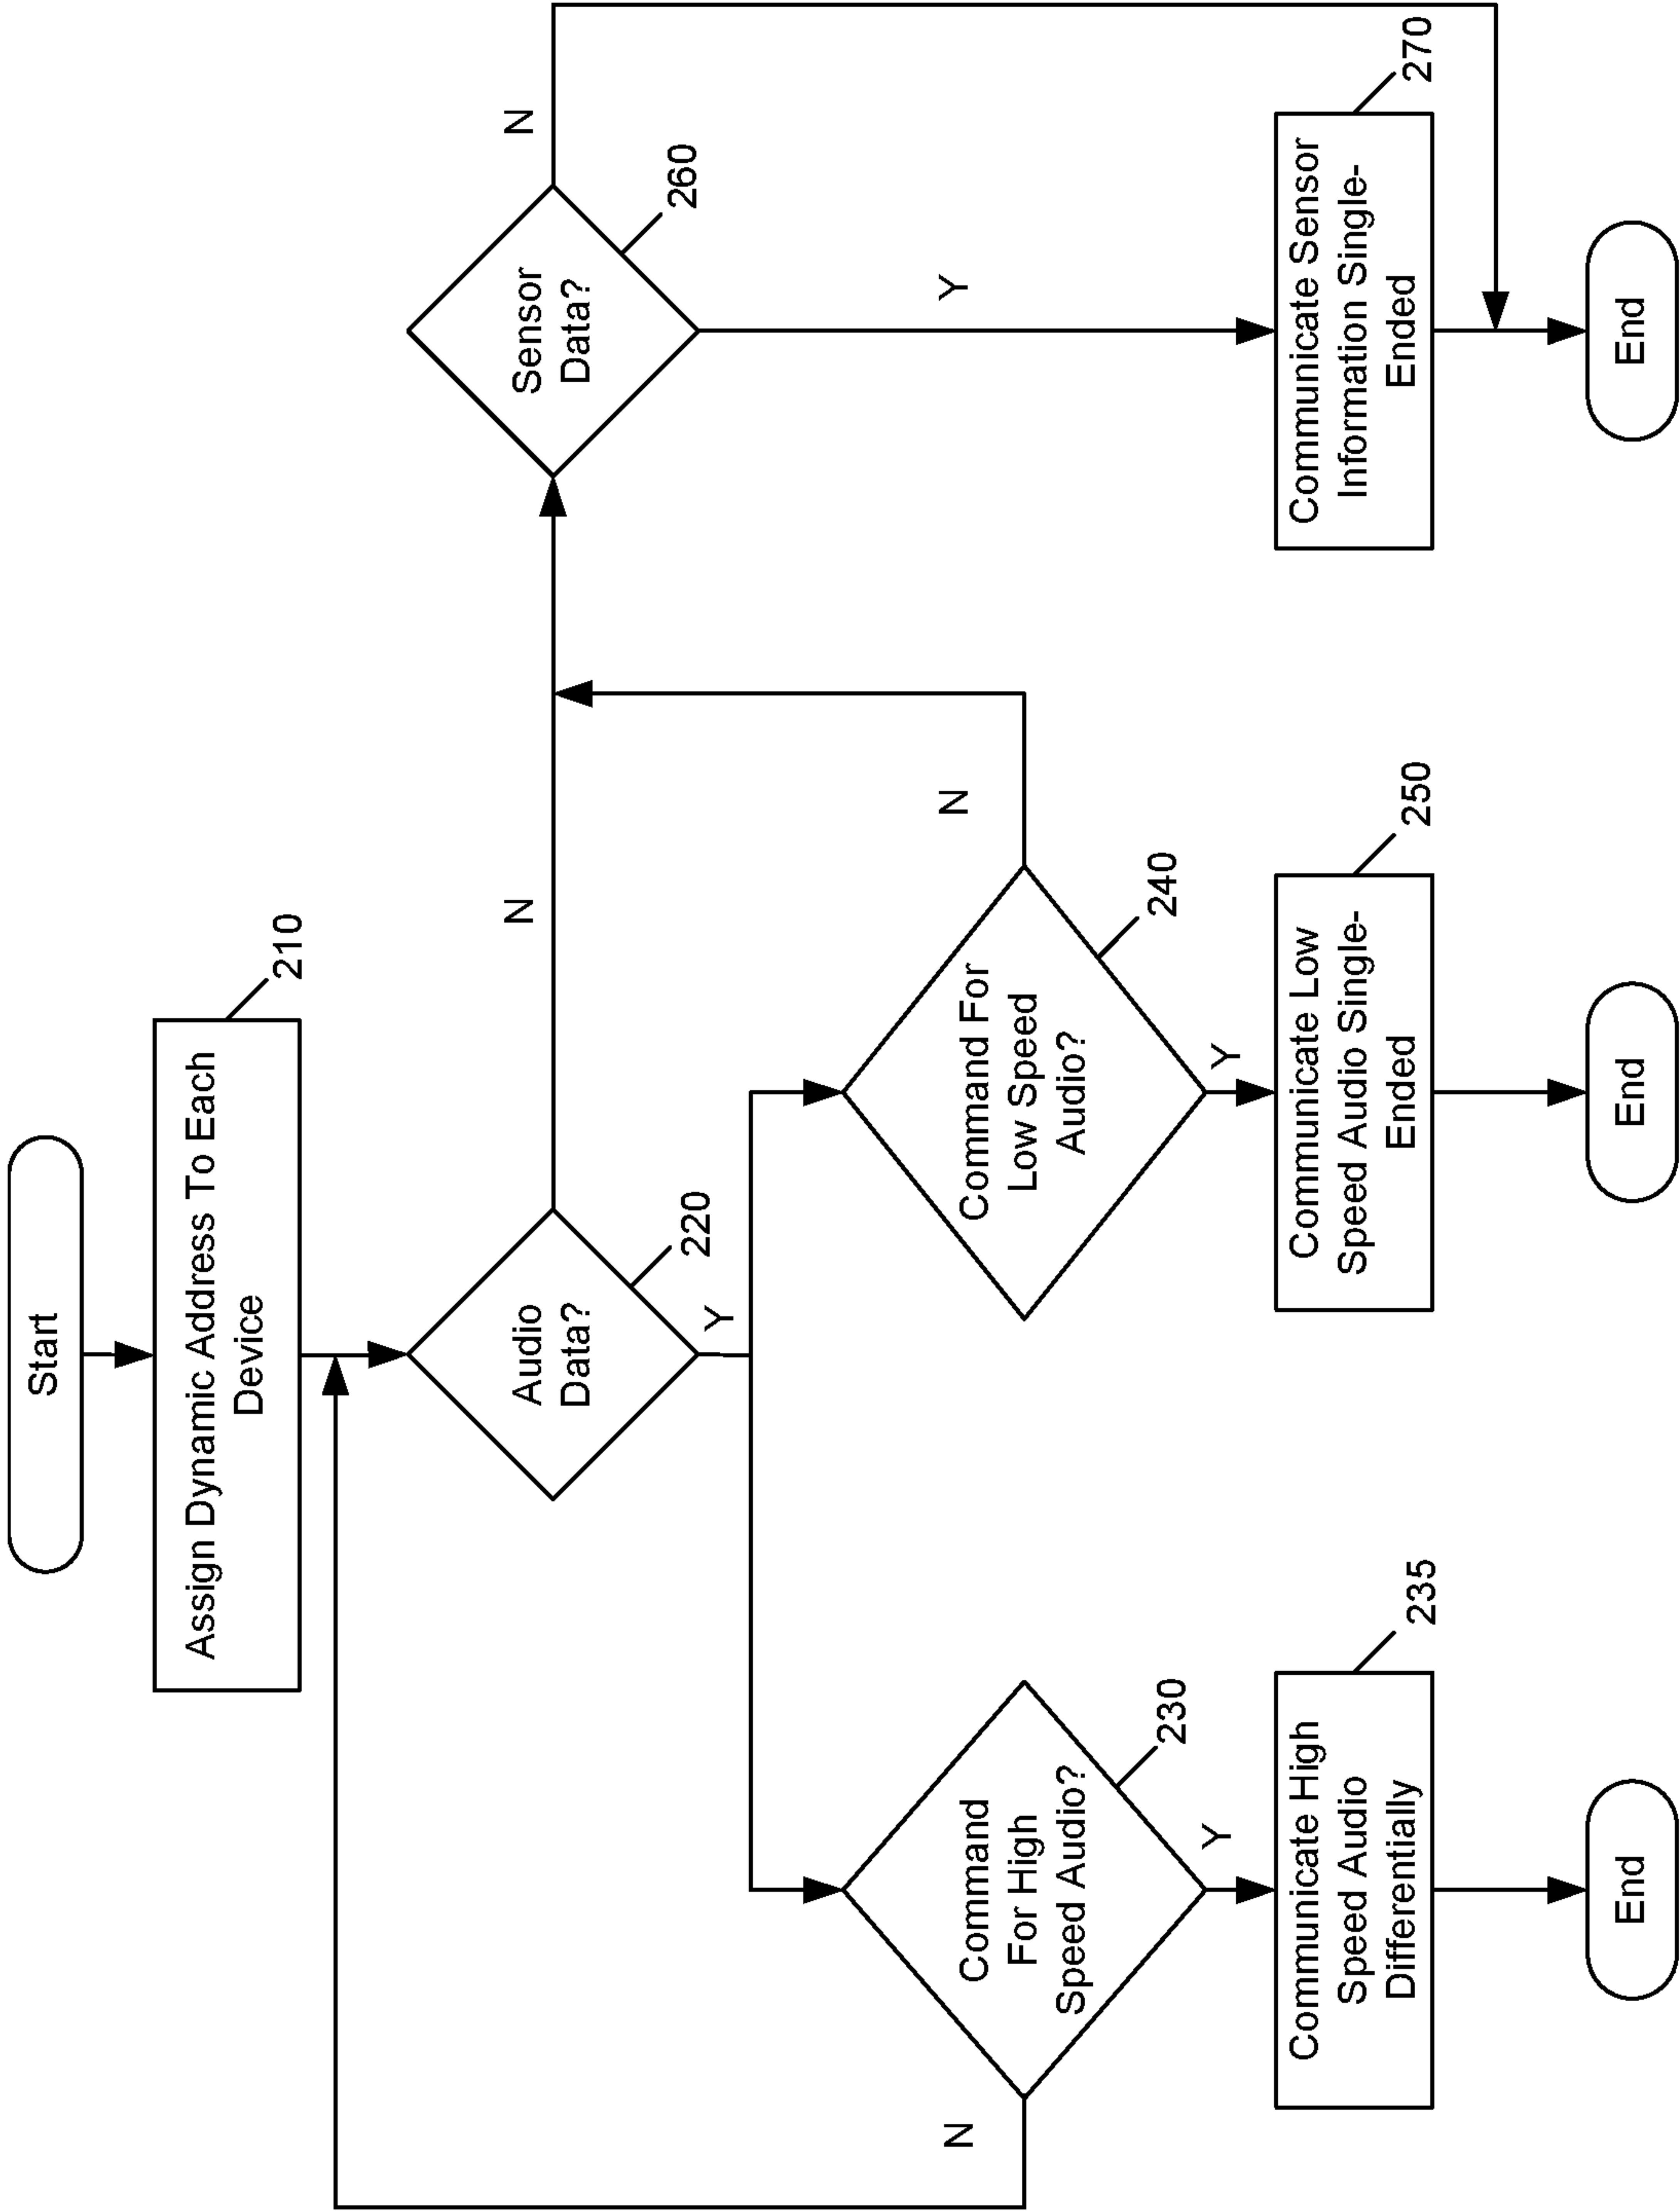 Start
Assign Dynamic Address To Each
Device
210
Audio
Data?
220
N
Y
Sensor
Data?
260
N
Y
Command
For High
Speed Audio?
230
N
Y
Command For
Low Speed
Audio?
240
N
Y
Communicate High
Speed Audio
Differentially
235
Communicate Low
Speed Audio Single-
Ended
250
Communicate Sensor
Information Single-
Ended
270
End
End
End